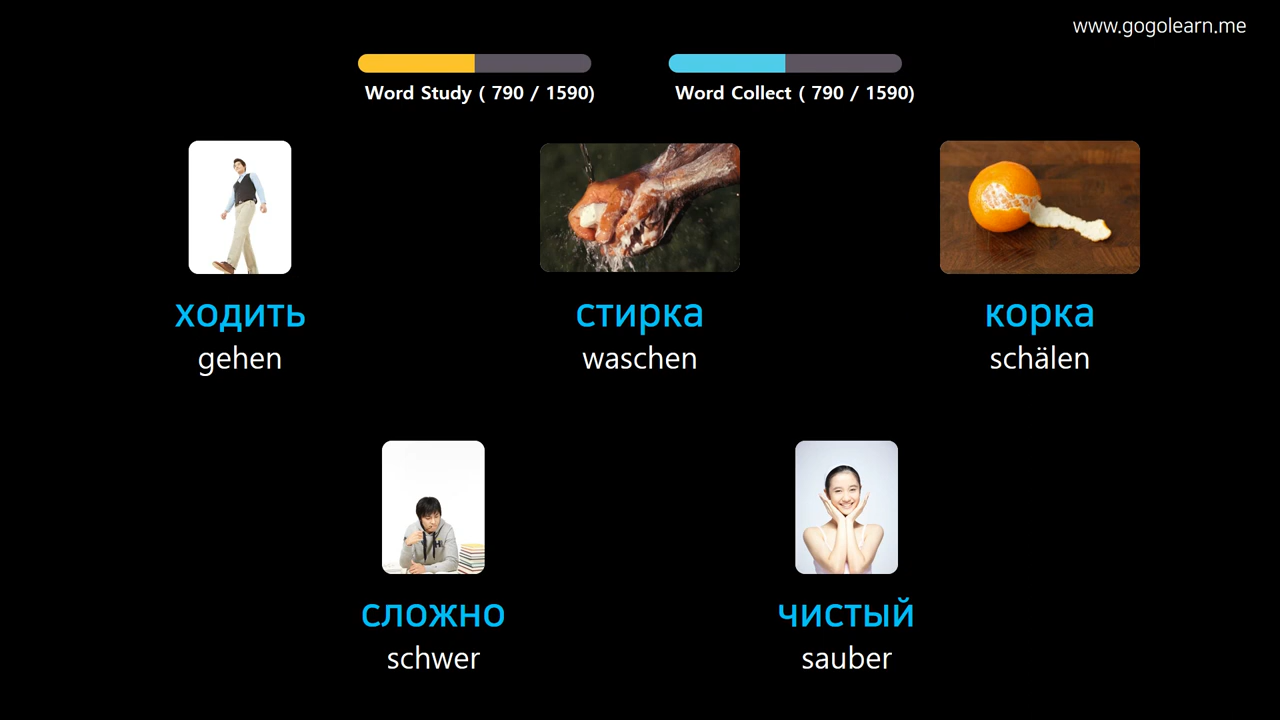 www.gogolearn.me
Word Study ( 790 / 1590)
Word Collect ( 790 / 1590)
ходить
gehen
стирка
waschen
корка
schälen
сложно
schwer
чистый
sauber